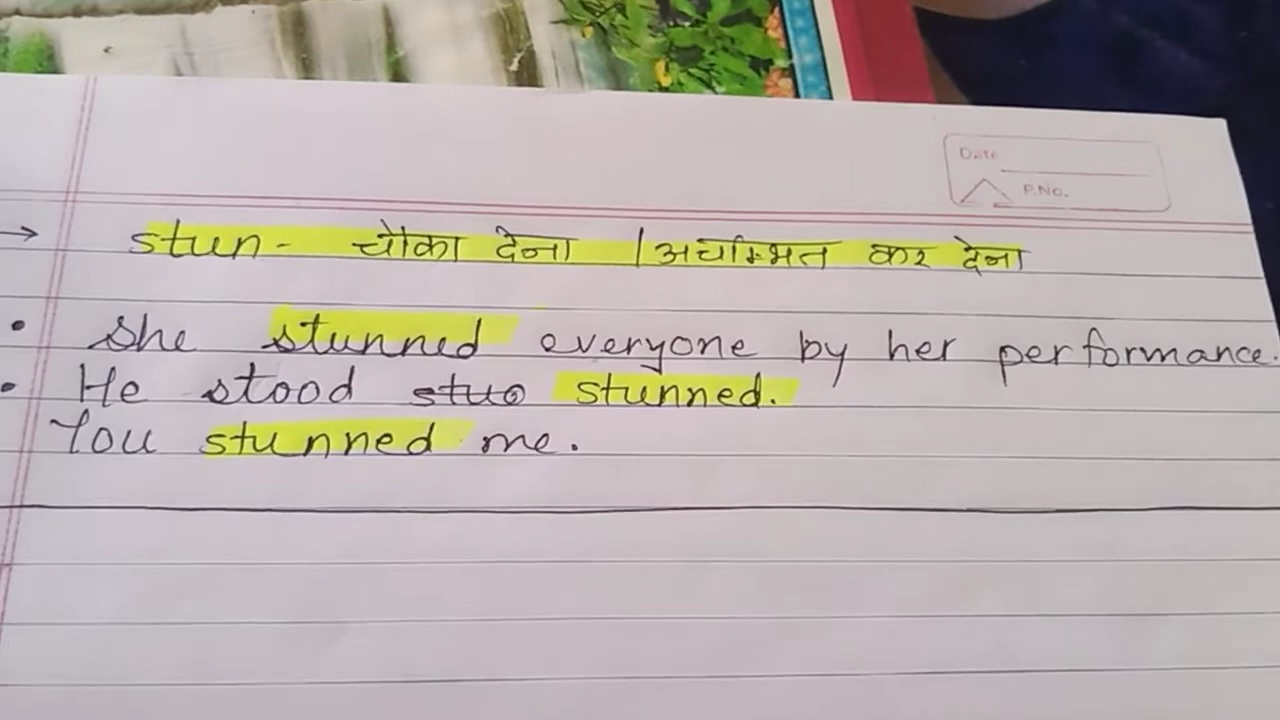 Date
P.No.
→ stun- चौका देना / अचम्भित कर देना
• She stunned everyone by her performance.
• He stood stuo stunned.
You stunned me.